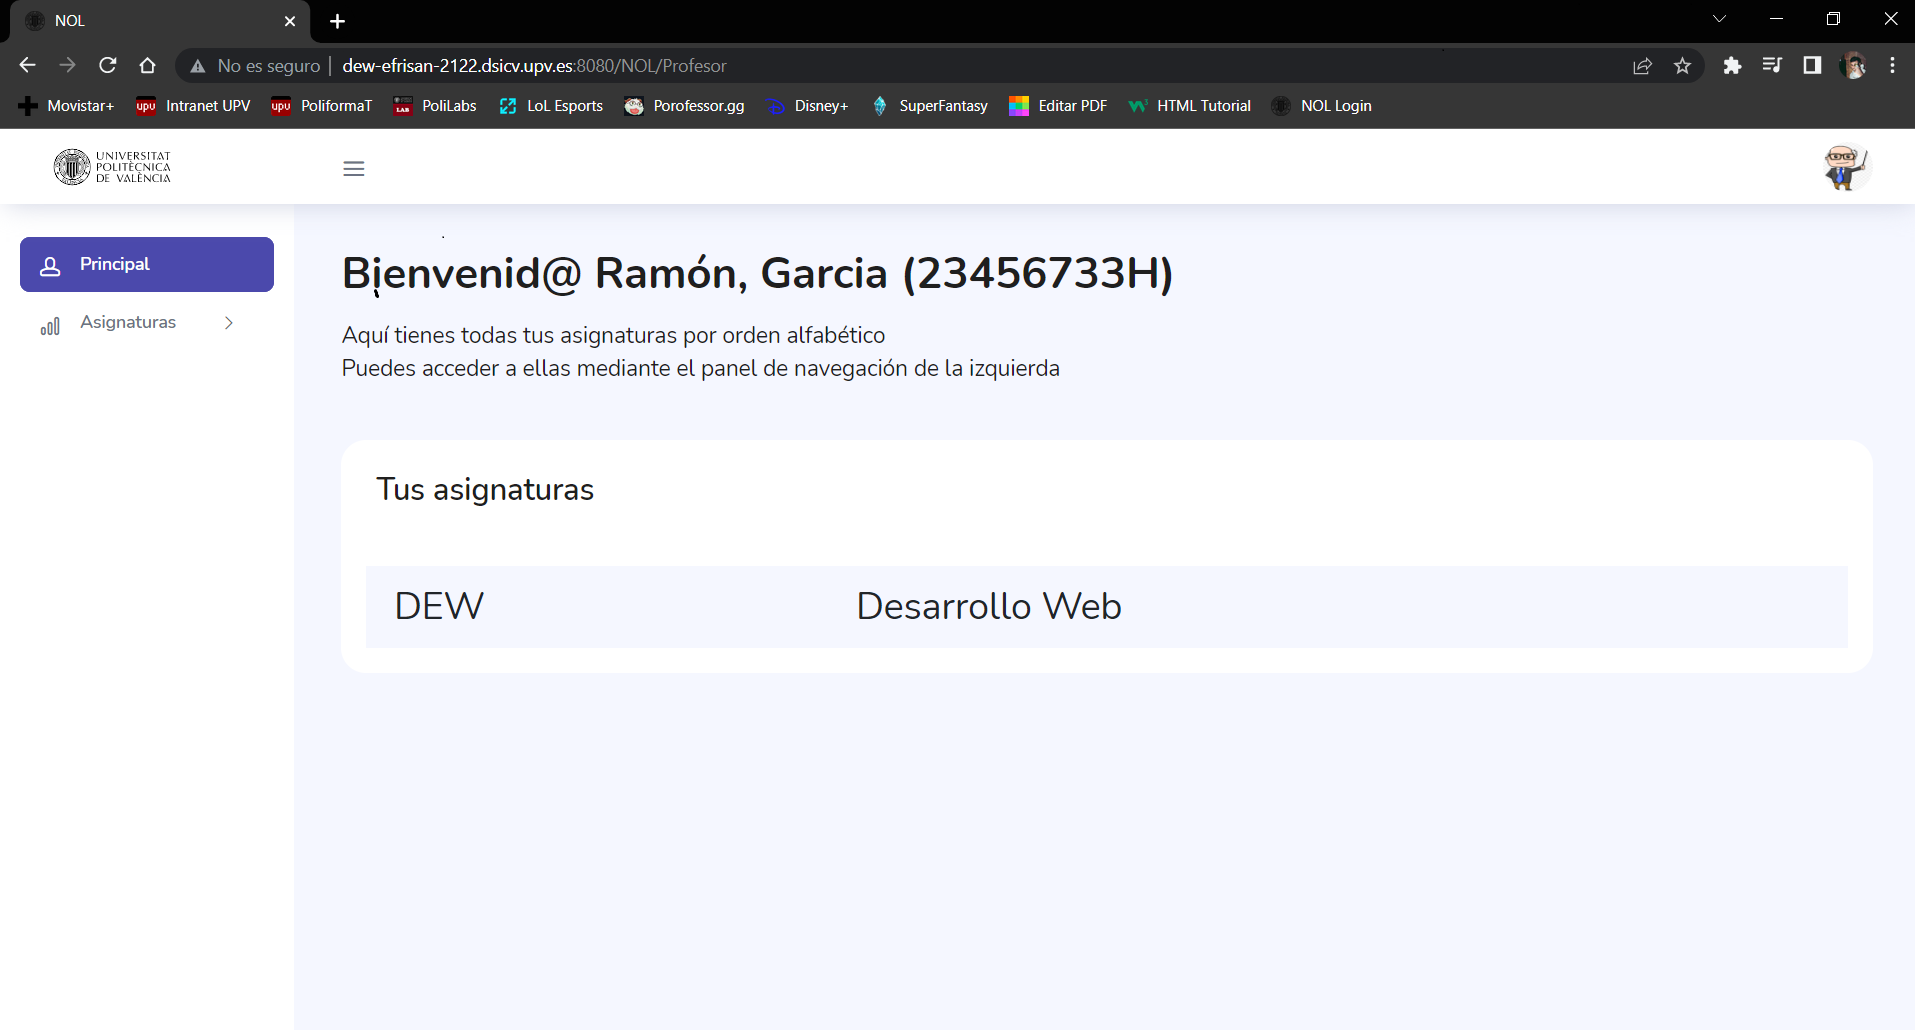 NOL
No es seguro | dew-efrisan-2122.dsicv.upv.es:8080/NOL/Profesor
Movistar+ upv Intranet UPV upv PoliformaT LAB PoliLabs LoL Esports Porofessor.gg Disney+ SuperFantasy Editar PDF HTML Tutorial NOL Login
UNIVERSITAT
POLITÈCNICA
DE VALÈNCIA
Principal
Asignaturas
Bienvenid@ Ramón, Garcia (23456733H)
Aquí tienes todas tus asignaturas por orden alfabético
Puedes acceder a ellas mediante el panel de navegación de la izquierda
Tus asignaturas
DEW Desarrollo Web